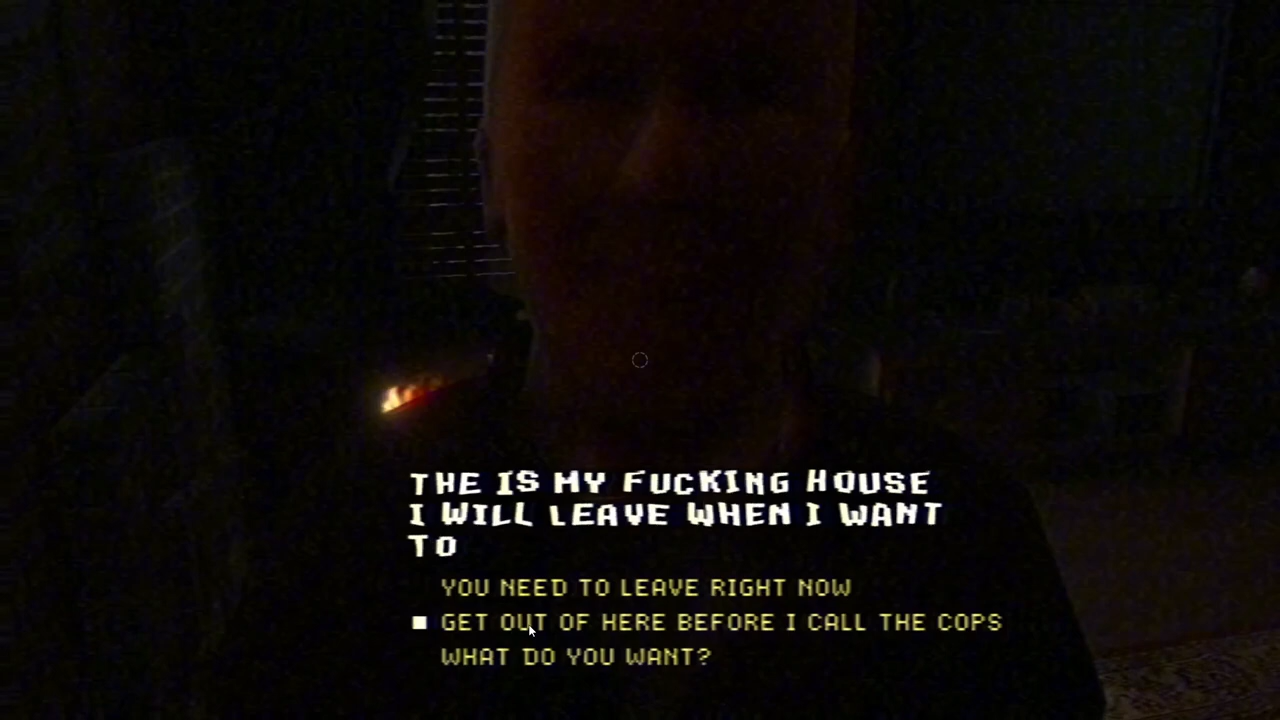 THE IS MY FUCKING HOUSE
I WILL LEAVE WHEN I WANT
TO
YOU NEED TO LEAVE RIGHT NOW
GET OUT OF HERE BEFORE I CALL THE COPS
WHAT DO YOU WANT?